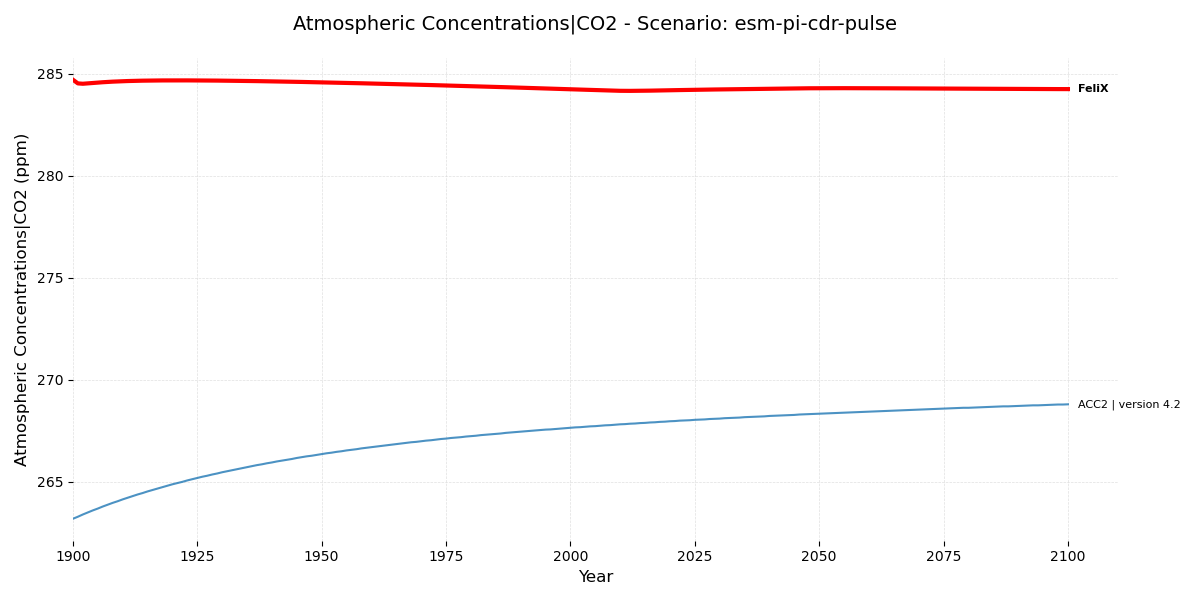 Atmospheric Concentrations|CO2 - Scenario: esm-pi-cdr-pulse
Atmospheric Concentrations|CO2 (ppm)
285
280
275
270
265
FeliX
ACC2 | version 4.2
1900 1925 1950 1975 2000 2025 2050 2075 2100
Year